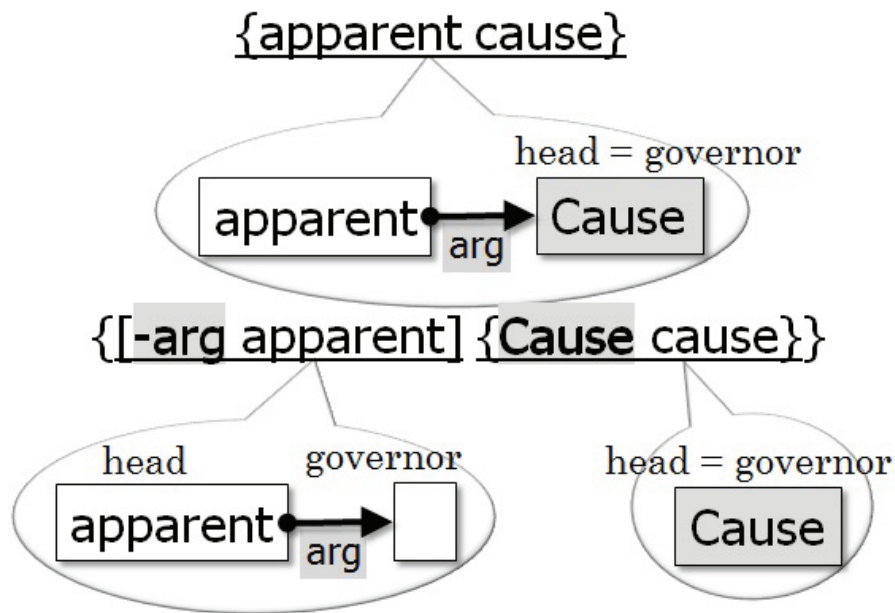 {apparent cause}
head = governor
apparent Cause
arg
{[-arg apparent] {Cause cause}}
head governor head = governor
apparent Cause
arg